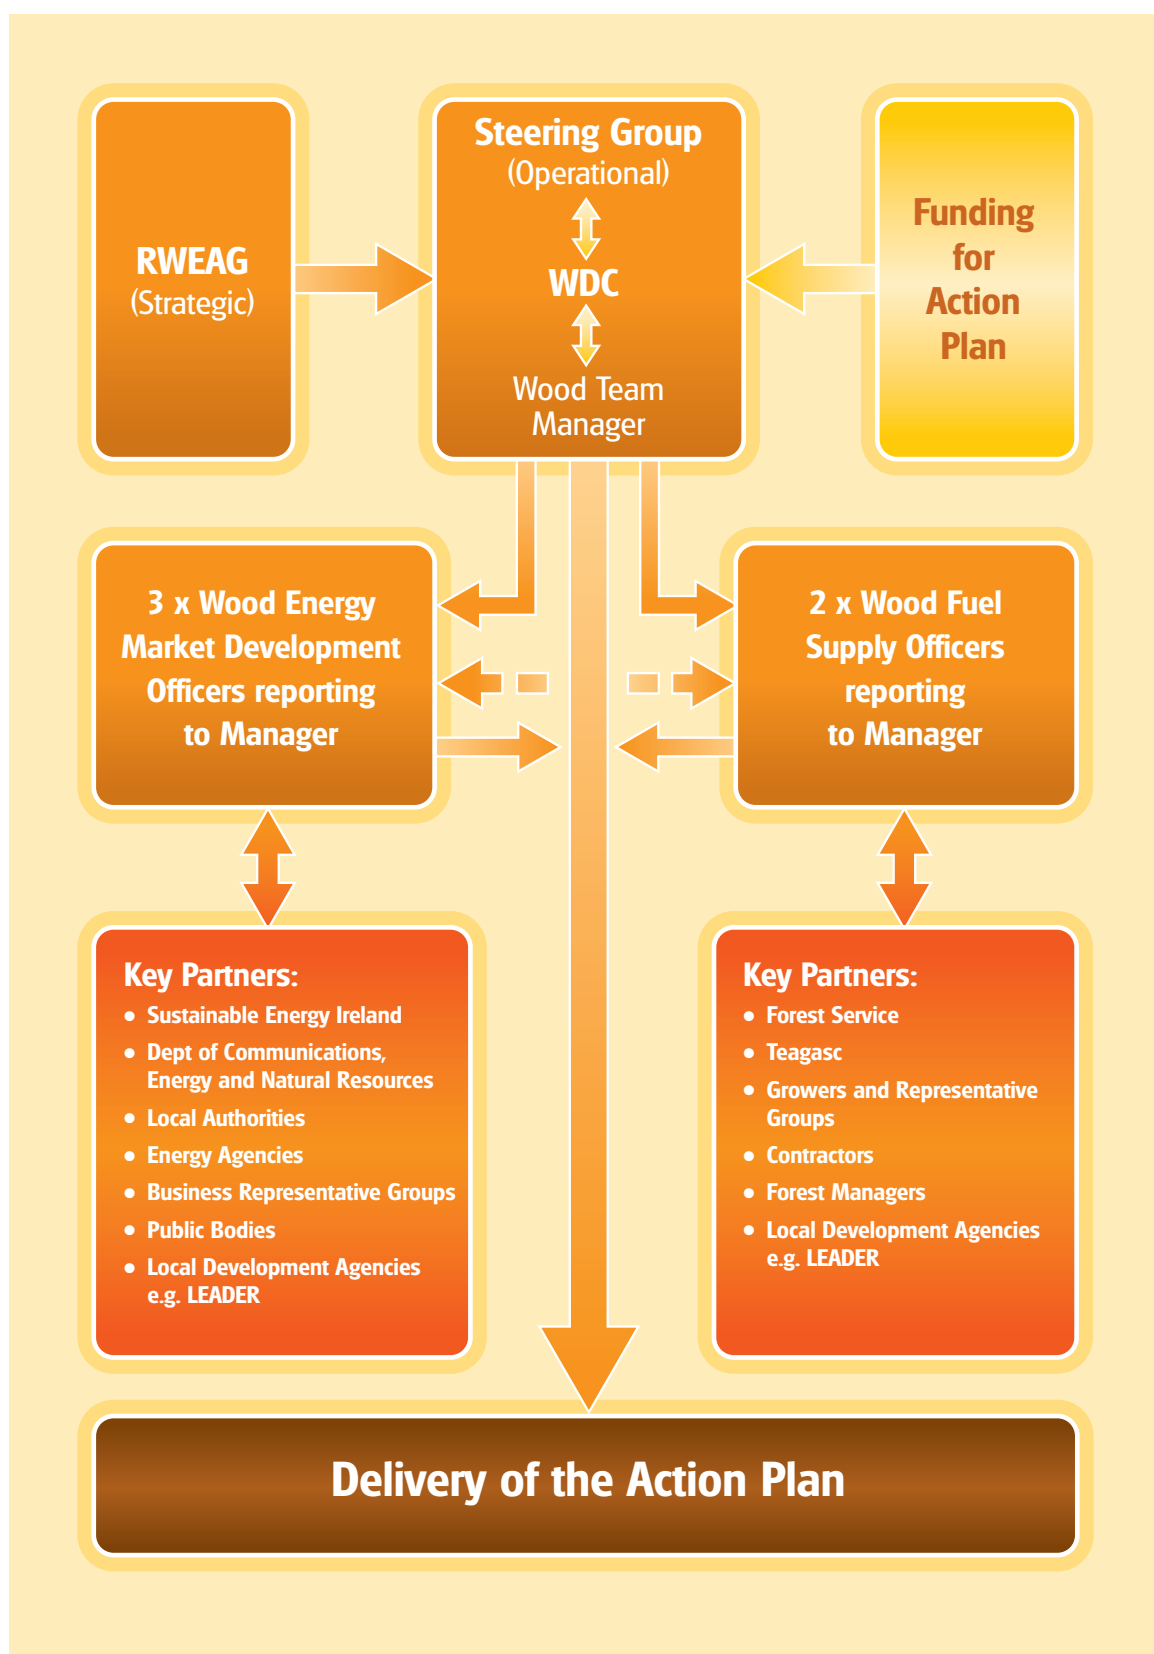 RWEAG
(Strategic)
Steering Group
(Operational)
WDC
Wood Team
Manager
Funding
for
Action
Plan
3 x Wood Energy
Market Development
Officers reporting
to Manager
2 x Wood Fuel
Supply Officers
reporting
to Manager
Key Partners:
• Sustainable Energy Ireland
• Dept of Communications,
Energy and Natural Resources
• Local Authorities
• Energy Agencies
• Business Representative Groups
• Public Bodies
• Local Development Agencies
e.g. LEADER
Key Partners:
• Forest Service
• Teagasc
• Growers and Representative
Groups
• Contractors
• Forest Managers
• Local Development Agencies
e.g. LEADER
Delivery of the Action Plan